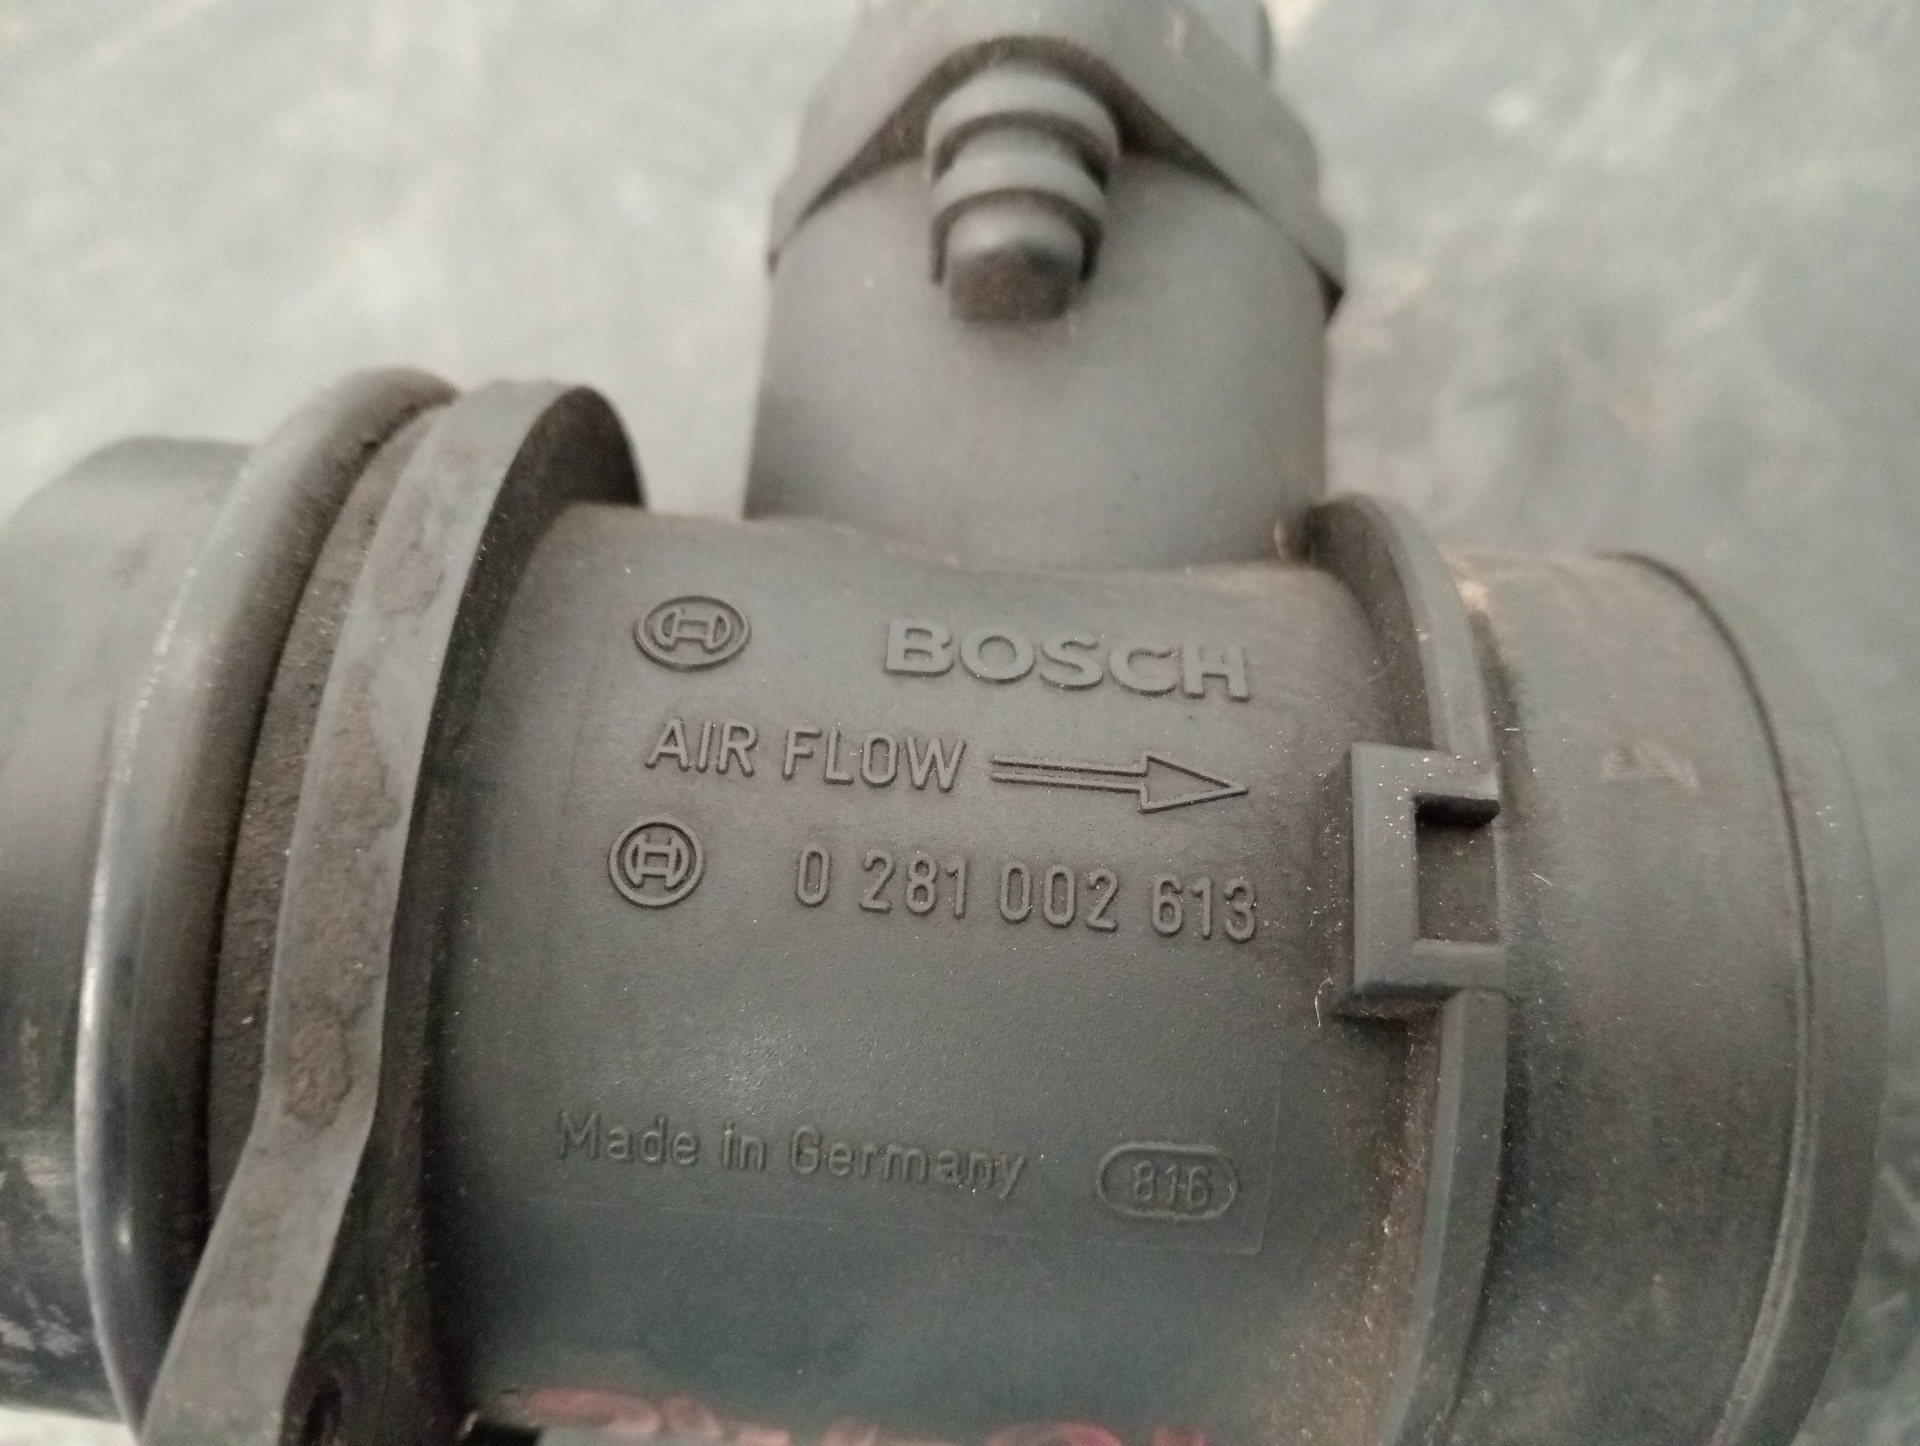 BOSCH
AIR FLOW
0 281 002 613
Made in Germany 816